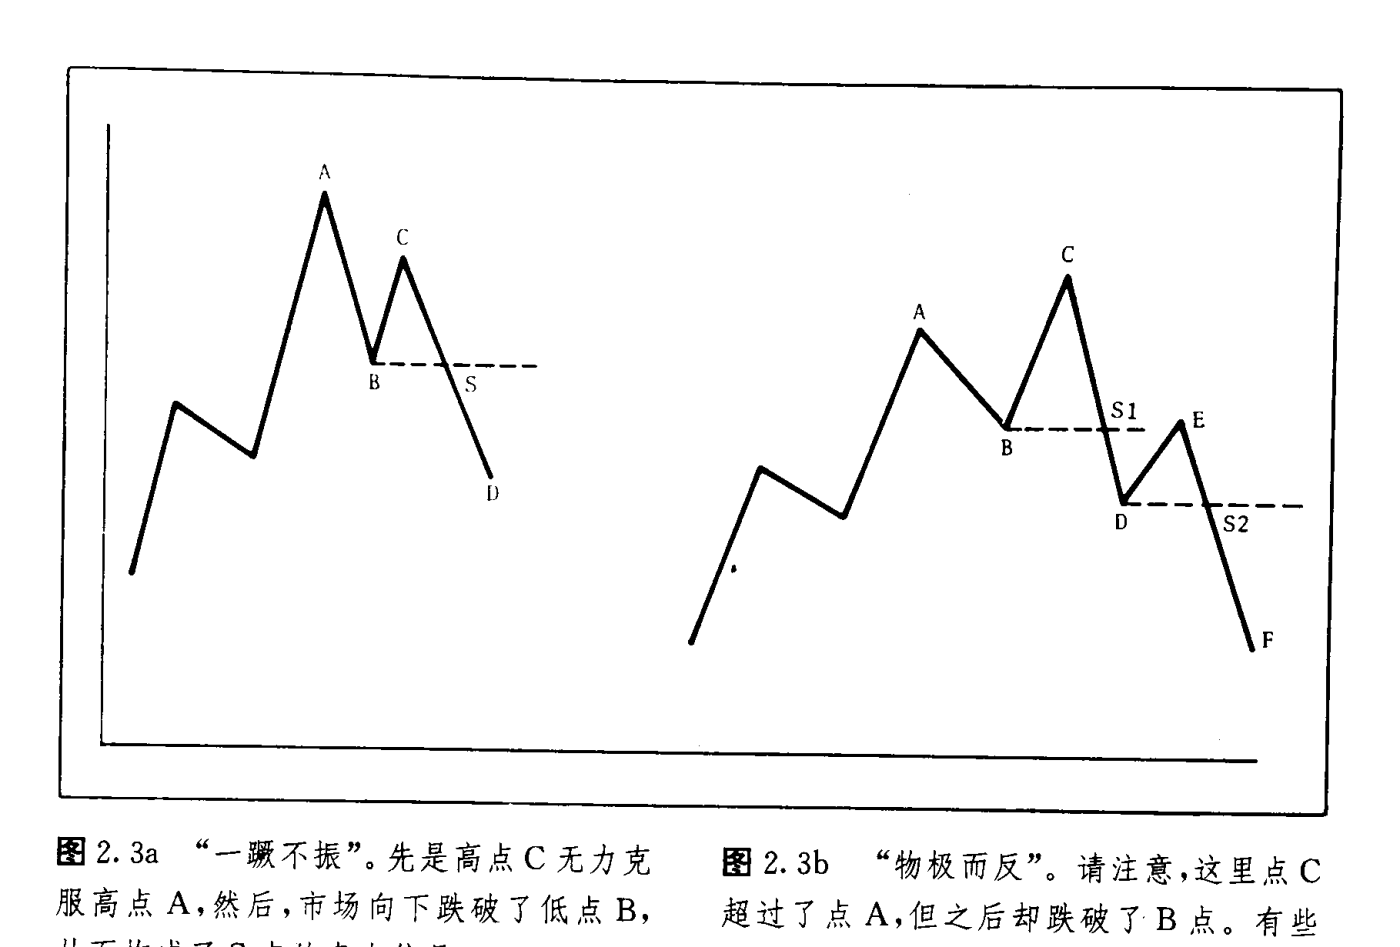 A
C
B
S
D
C
A
S1
E
B
D
S2
F
图 2.3a “一蹶不振”。先是高点 C 无力克
服高点 A,然后,市场向下跌破了低点 B,
图 2.3b “物极而反”。请注意,这里点 C
超过了点 A,但之后却跌破了 B 点。有些